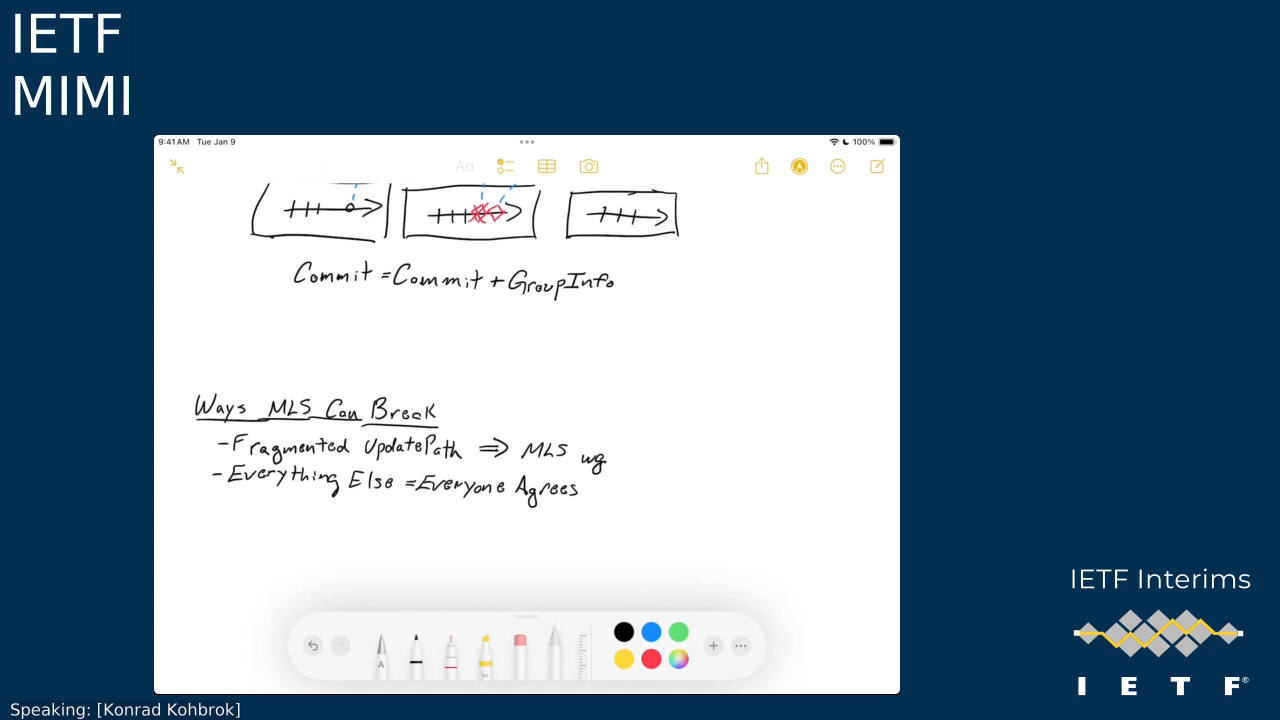 IETF
MIMI
9:41 AM Tue Jan 9
100%
Aa
Commit = Commit + GroupInfo
Ways MLS Can Break
- Fragmented UpdatePath ⇒ MLS wg
- Everything Else = Everyone Agrees
A
IETF Interims
I E T F®
Speaking: [Konrad Kohbrok]